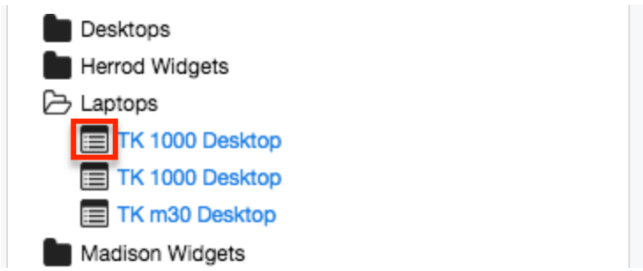 Desktops
Herrod Widgets
Laptops
TK 1000 Desktop
TK 1000 Desktop
TK m30 Desktop
Madison Widgets